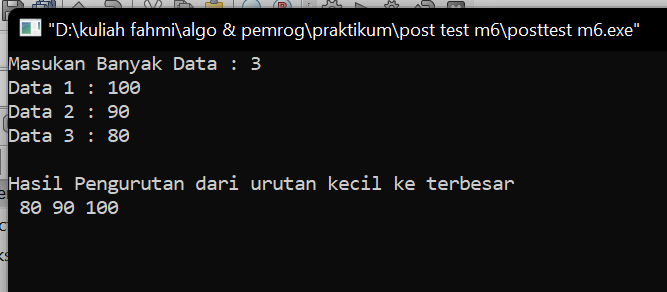 "D:\kuliah fahmi\algo & pemrog\praktikum\post test m6\posttest m6.exe"
Masukan Banyak Data : 3
Data 1 : 100
Data 2 : 90
Data 3 : 80
Hasil Pengurutan dari urutan kecil ke terbesar
80 90 100